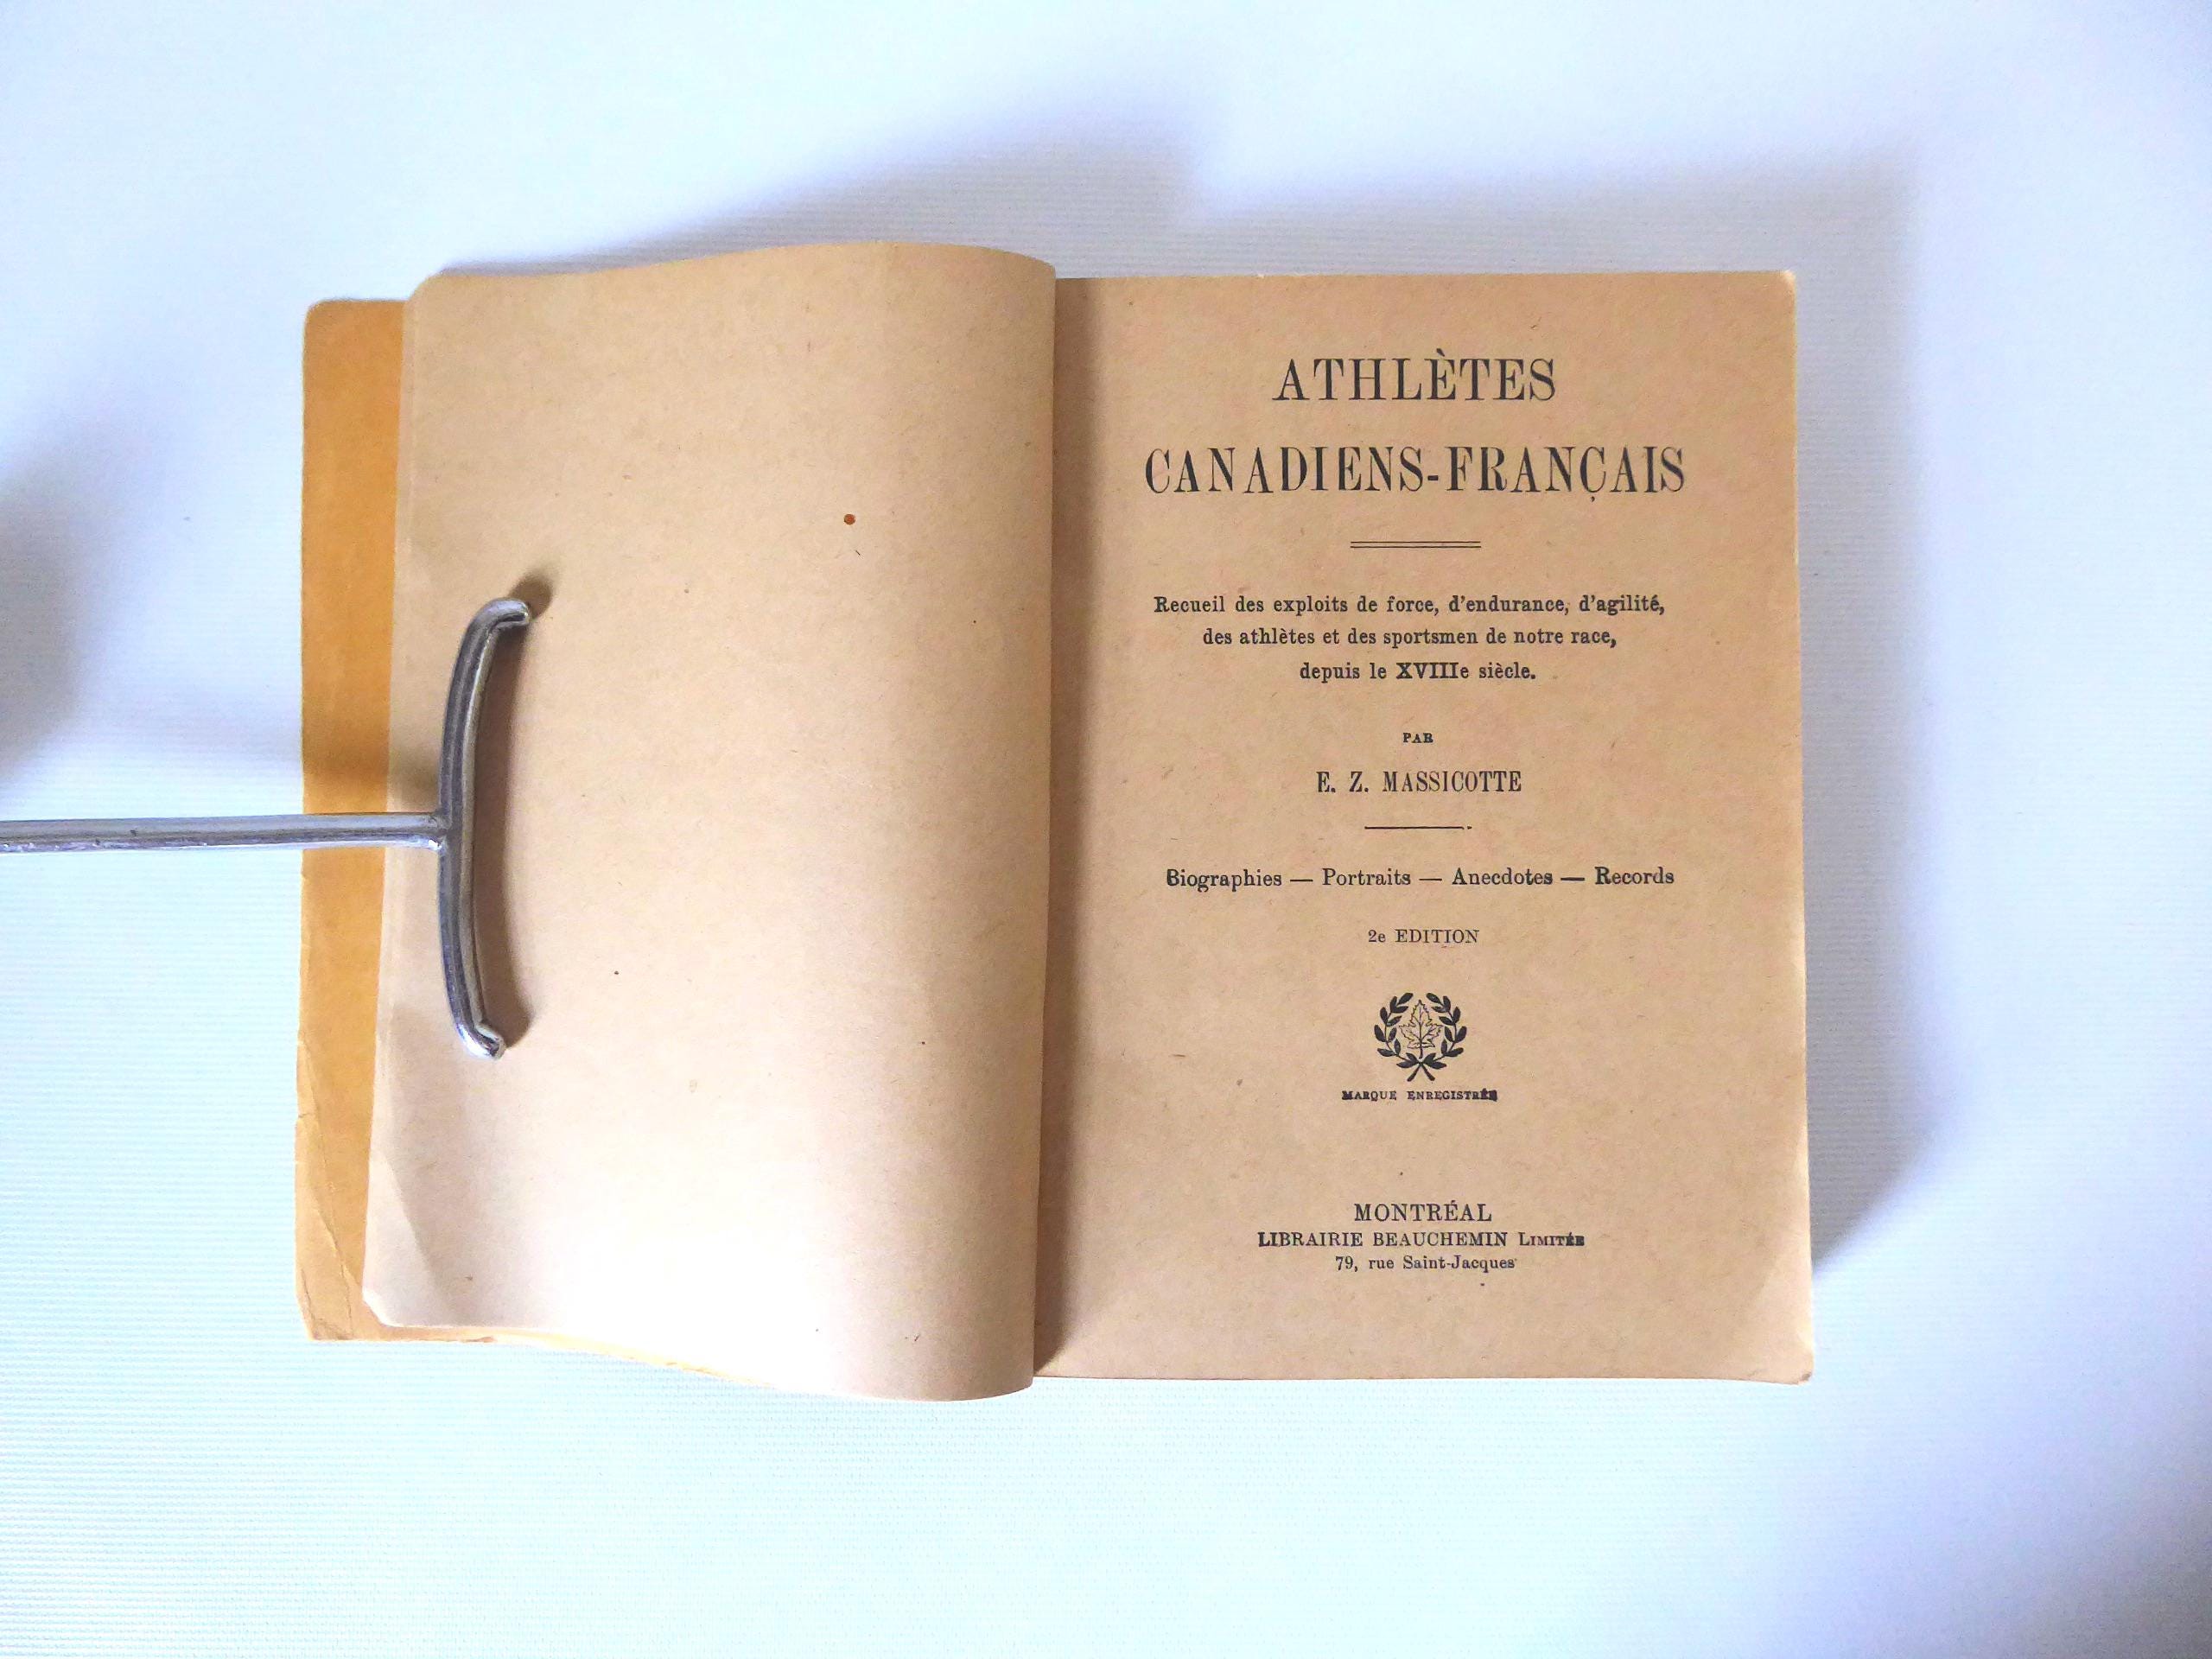 ATHLÈTES
CANADIENS-FRANÇAIS
Recueil des exploits de force, d'endurance, d'agilité,
des athlètes et des sportsmen de notre race,
depuis le XVIIIe siècle.
PAR
E. Z. MASSICOTTE
Biographies — Portraits — Anecdotes — Records
2e EDITION
MARQUE ENREGISTRÉE
MONTRÉAL
LIBRAIRIE BEAUCHEMIN LIMITÉE
79, rue Saint-Jacques